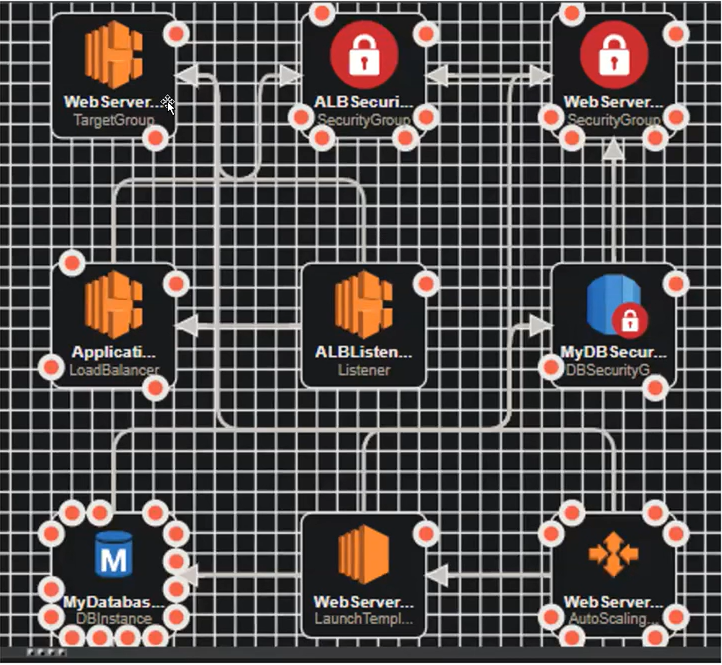 WebServer...
TargetGroup
ALBSecuri...
SecurityGroup
WebServer...
SecurityGroup
Applicati...
LoadBalancer
ALBListen...
Listener
MyDBSecur...
DBSecurityG...
M
MyDatabas...
DBInstance
WebServer...
LaunchTempl...
WebServer...
AutoScaling...